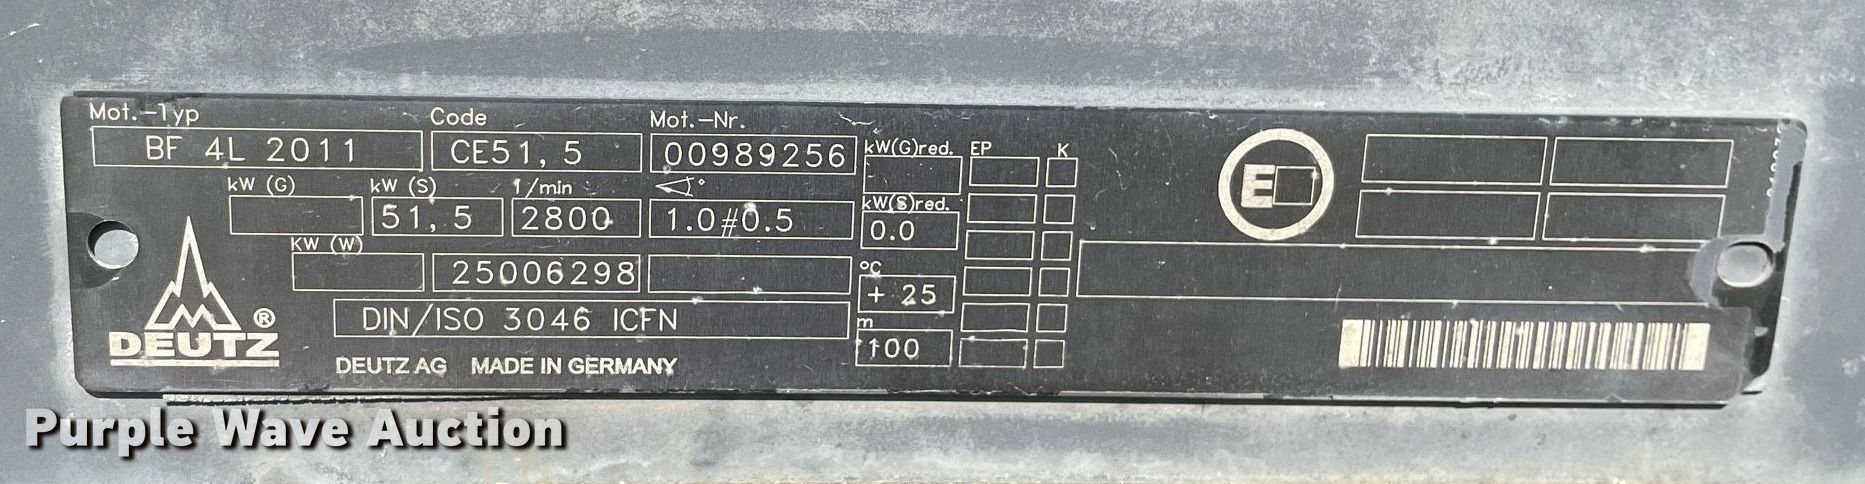 Mot.-Typ Code Mot.-Nr.
BF 4L 2011 CE51,5 00989256 kW(G)red. EP K
kW (G) kW (S) 1/min °
51,5 2800 1.0#0.5 kW(S)red.
0.0
KW (W)
25006298 °C
+ 25
DIN/ISO 3046 ICFN m
100
DEUTZ ®
DEUTZ AG MADE IN GERMANY
E
Purple Wave Auction